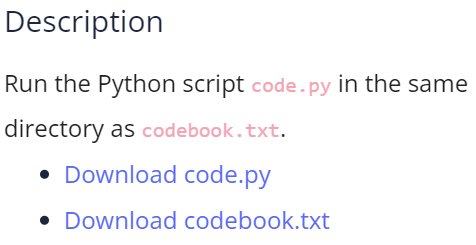 Description
Run the Python script code.py in the same
directory as codebook.txt.
Download code.py
Download codebook.txt